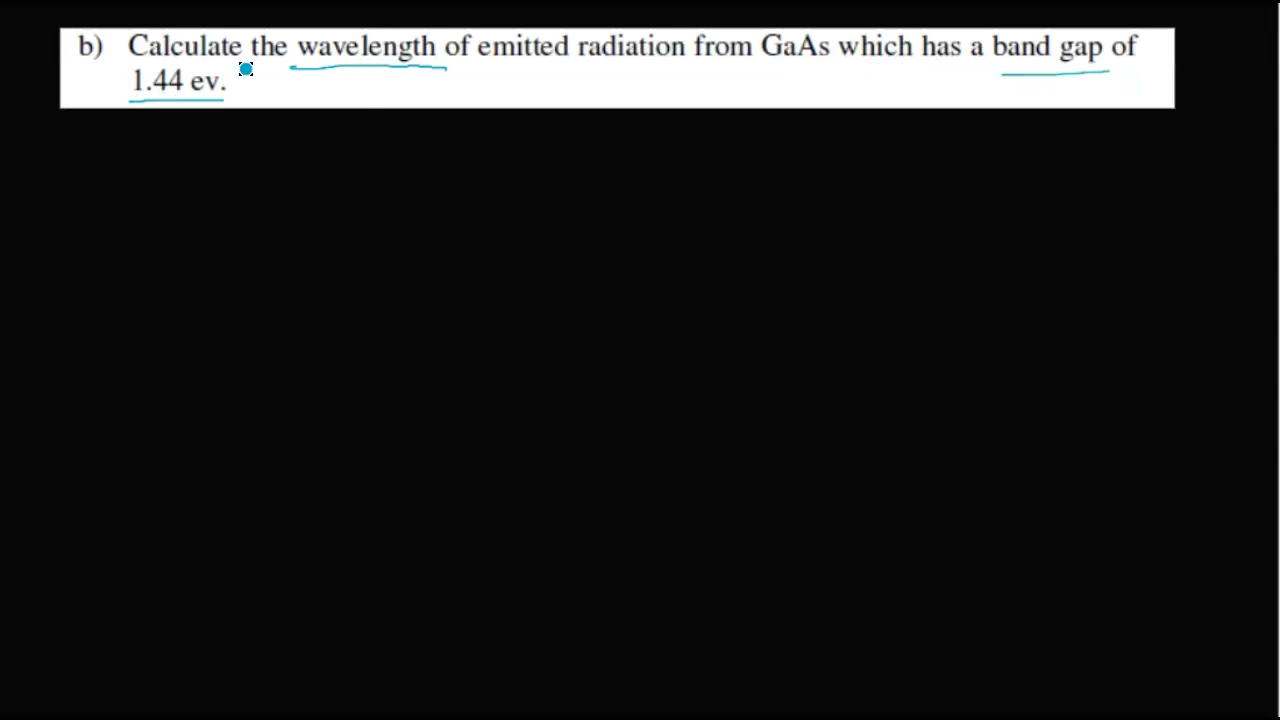 b) Calculate the wavelength of emitted radiation from GaAs which has a band gap of
1.44 ev.